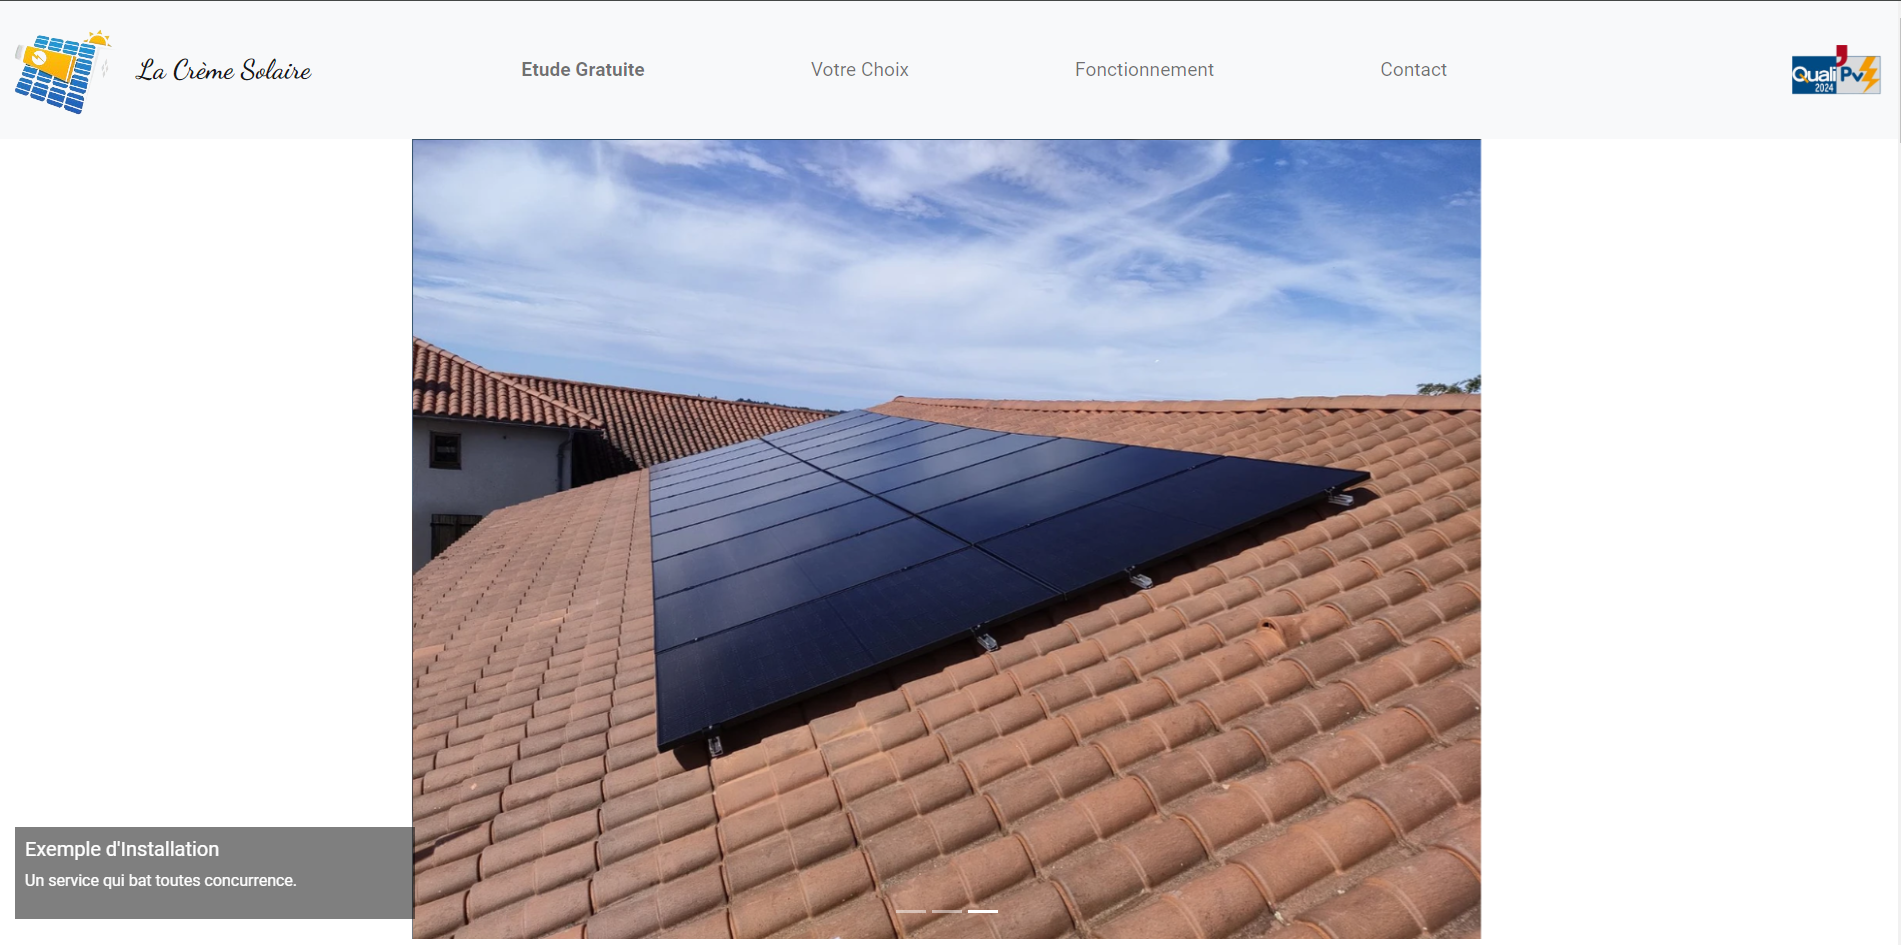 La Crème Solaire
Etude Gratuite
Votre Choix
Fonctionnement
Contact
QualiPv
2024
Exemple d'Installation
Un service qui bat toutes concurrence.